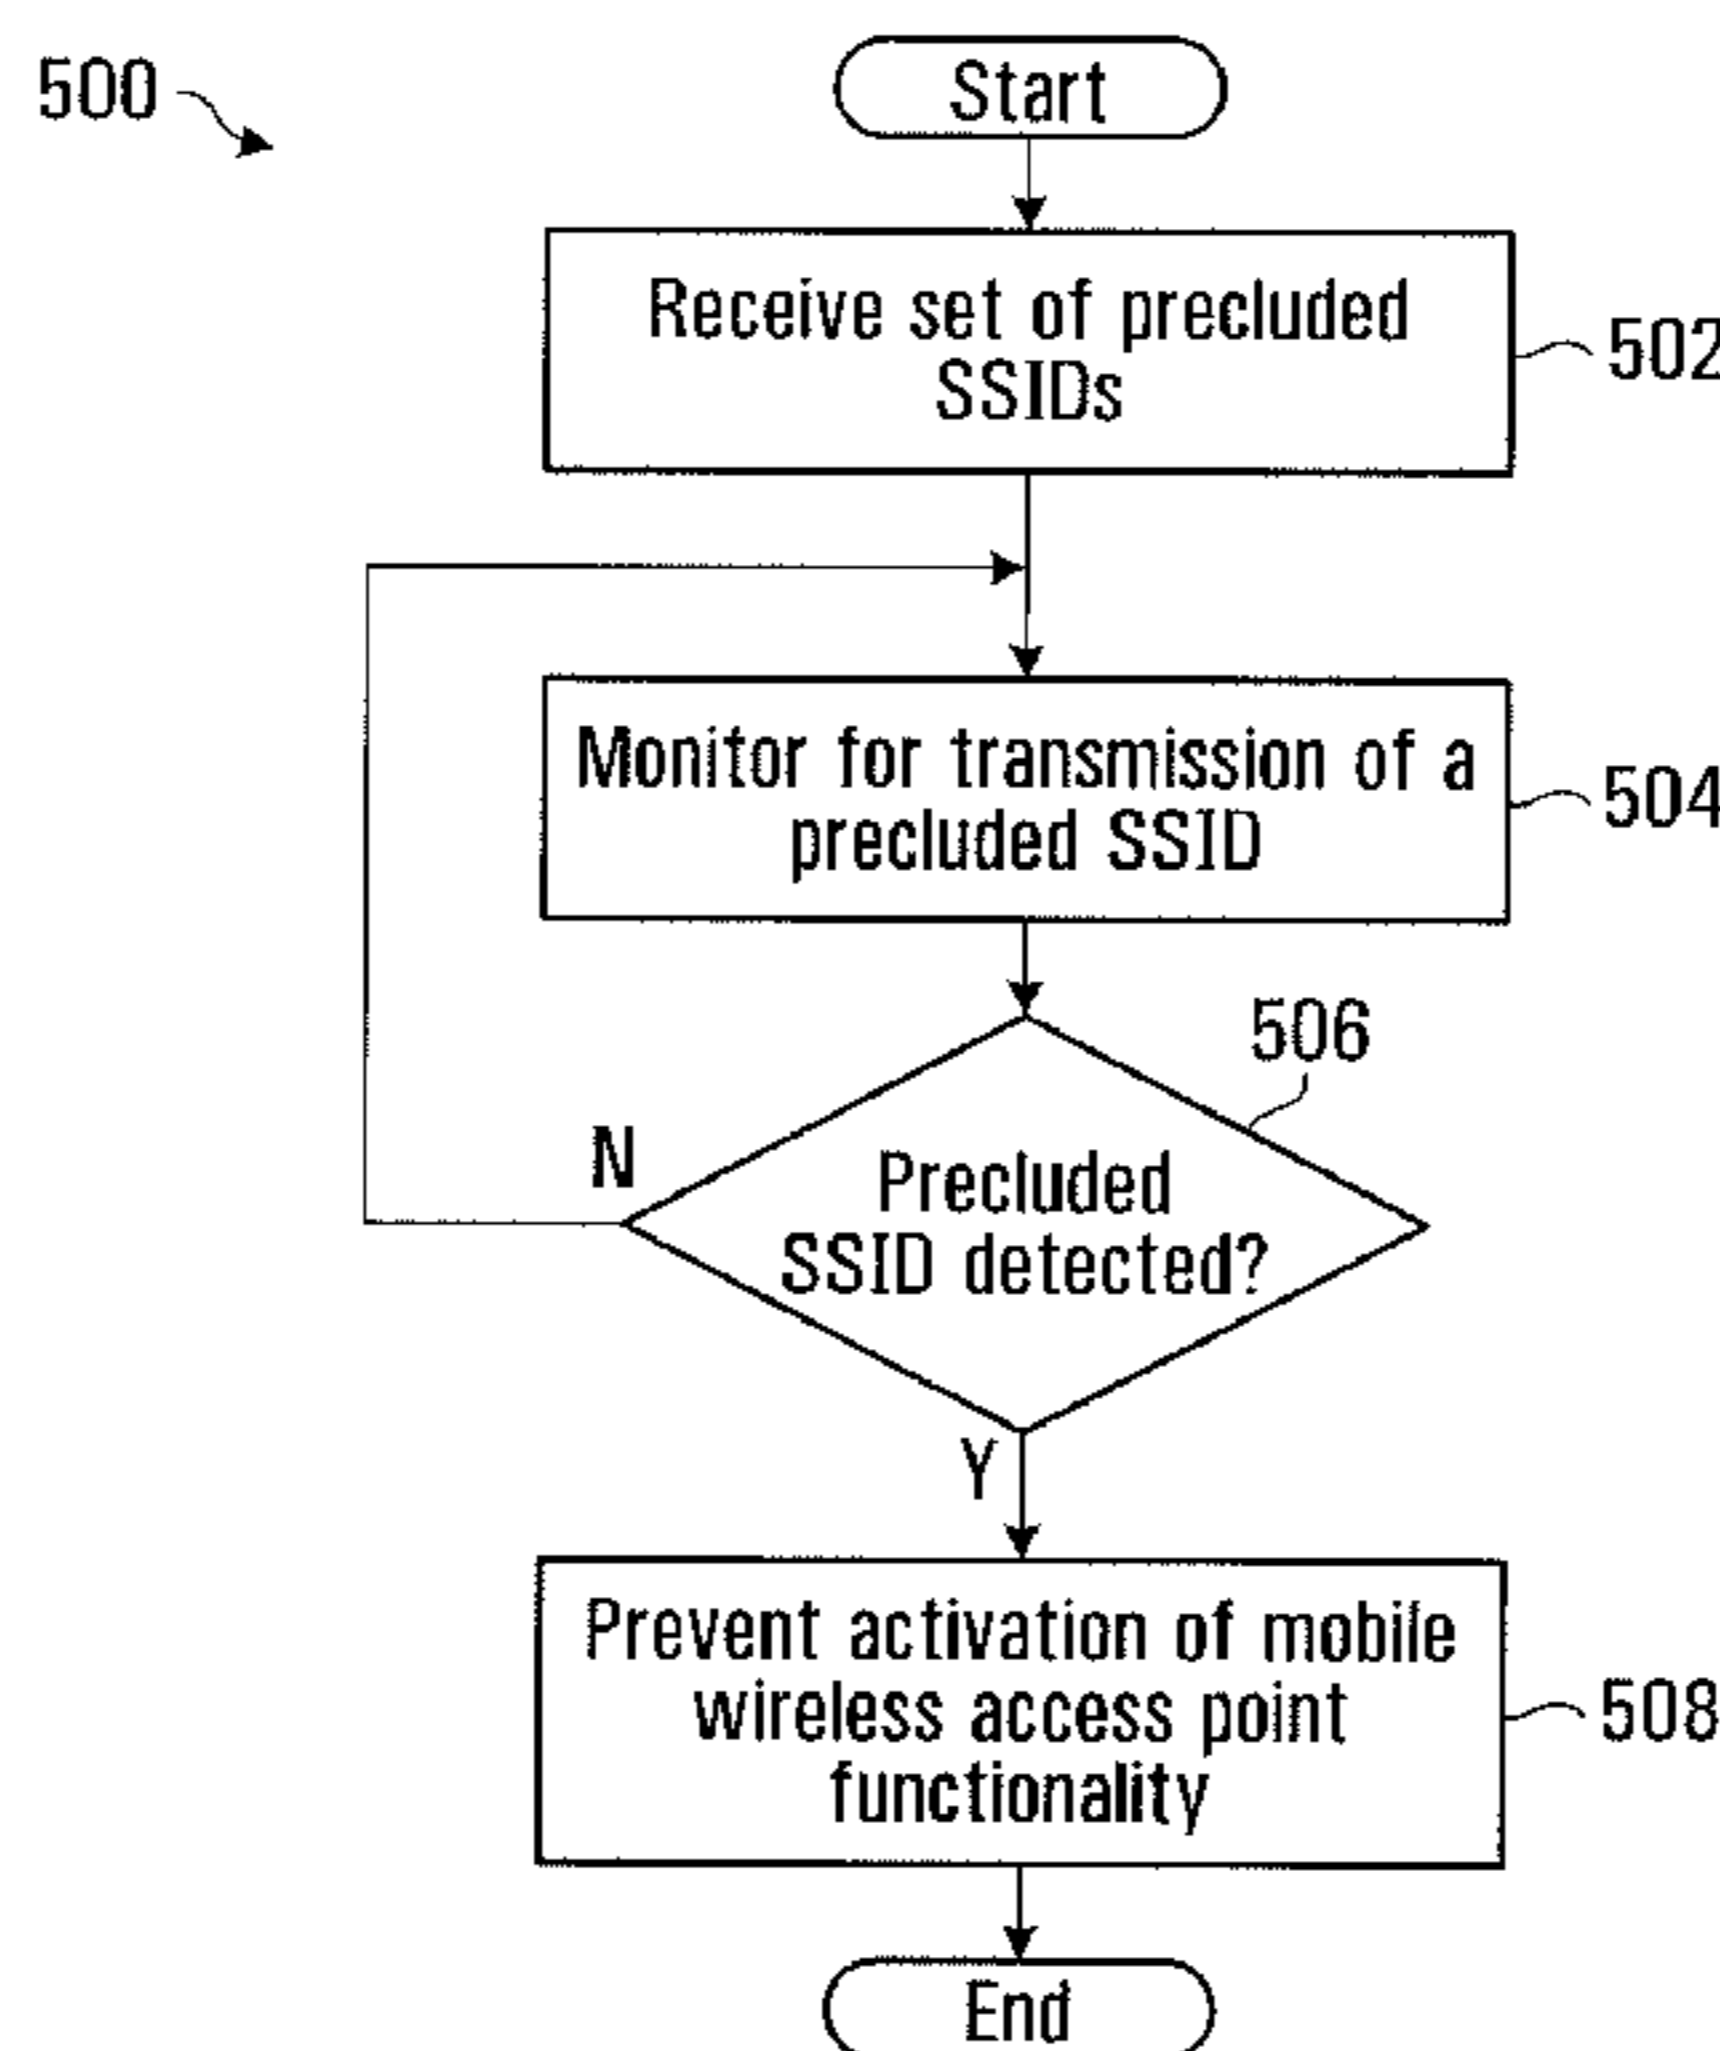 500
Start
Receive set of precluded
SSIDs
502
Monitor for transmission of a
precluded SSID
504
506
N
Precluded
SSID detected?
Y
Prevent activation of mobile
wireless access point
functionality
508
End